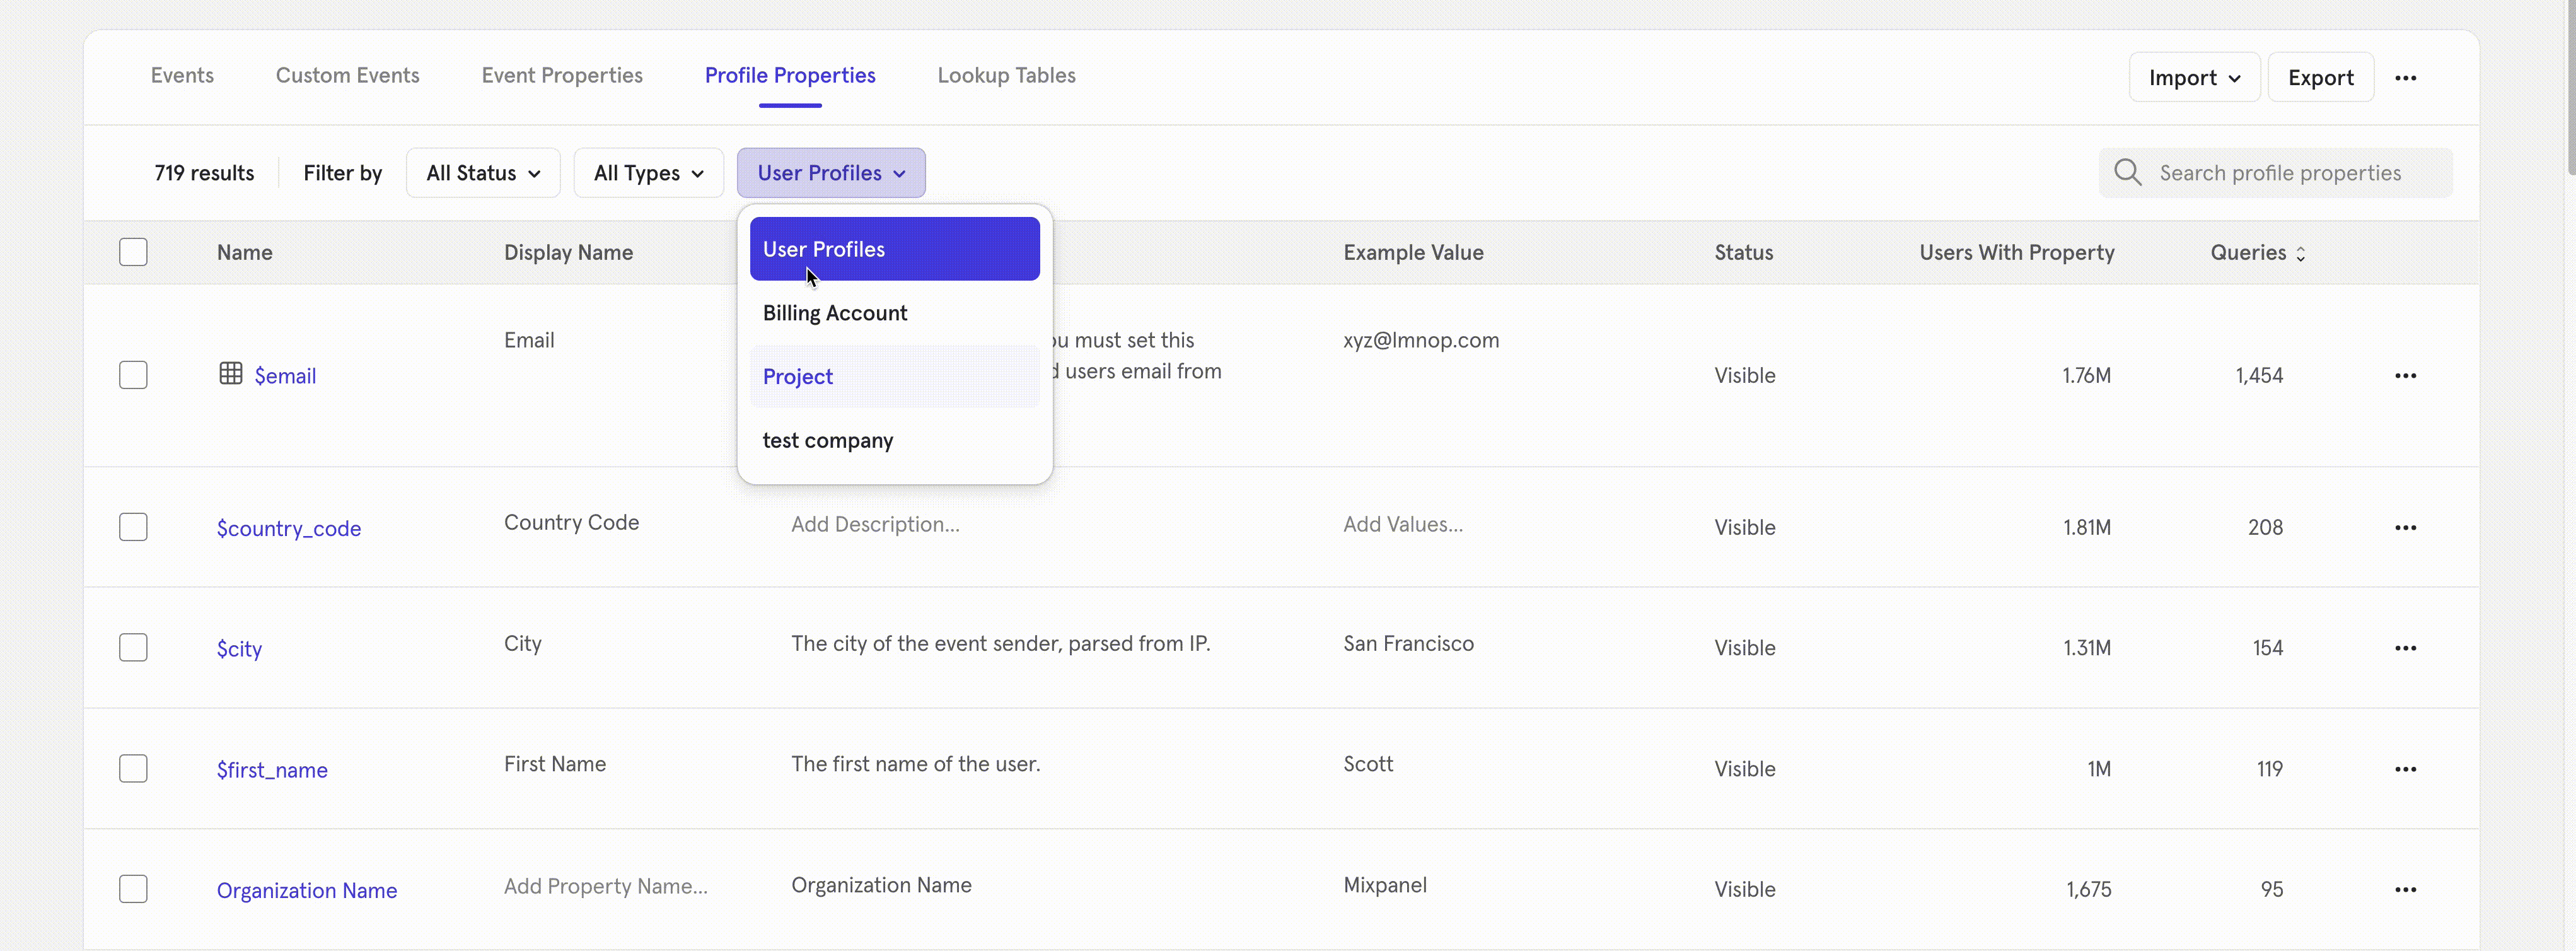 Events Custom Events Event Properties Profile Properties Lookup Tables Import Export
719 results Filter by All Status All Types User Profiles Search profile properties
User Profiles
Billing Account
Project
test company
Name Display Name Example Value Status Users With Property Queries
$email Email must set this xyz@lmnop.com Visible 1.76M 1,454
users email from
$country_code Country Code Add Description... Add Values... Visible 1.81M 208
$city City The city of the event sender, parsed from IP. San Francisco Visible 1.31M 154
$first_name First Name The first name of the user. Scott Visible 1M 119
Organization Name Add Property Name... Organization Name Mixpanel Visible 1,675 95